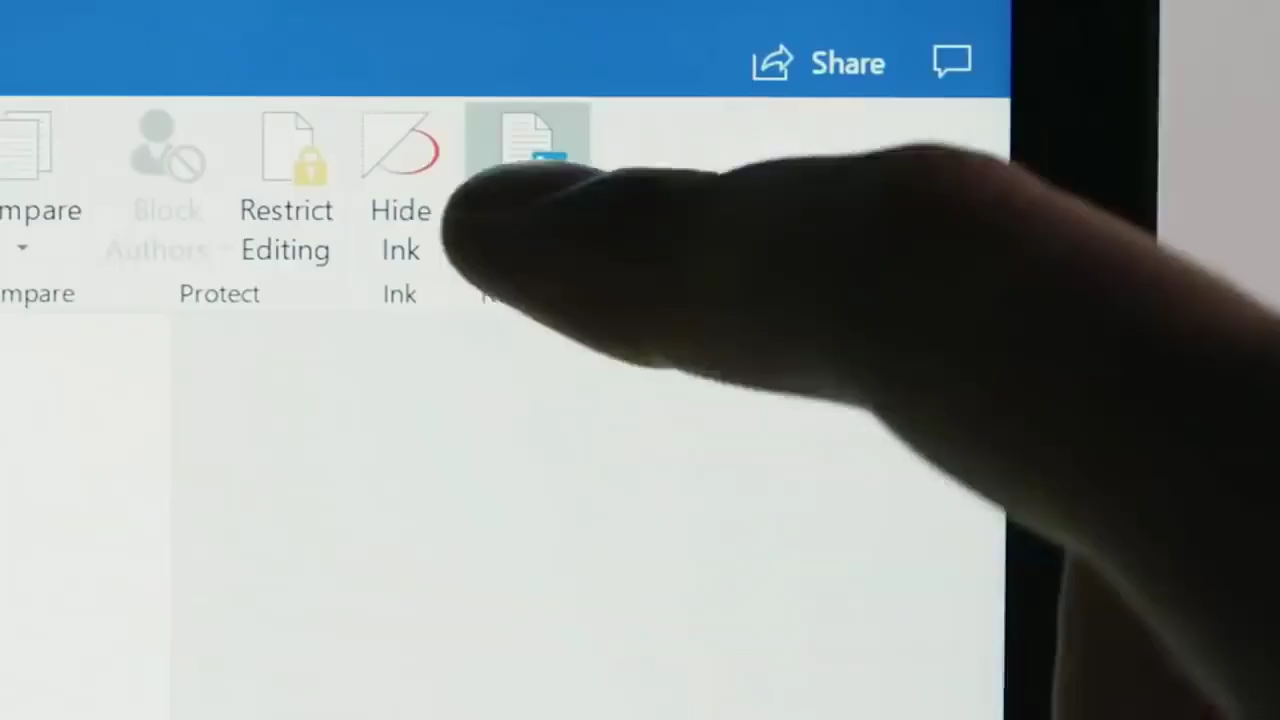 Share
mpare
Block
Authors
Restrict
Editing
Hide
Ink
mpare
Protect
Ink